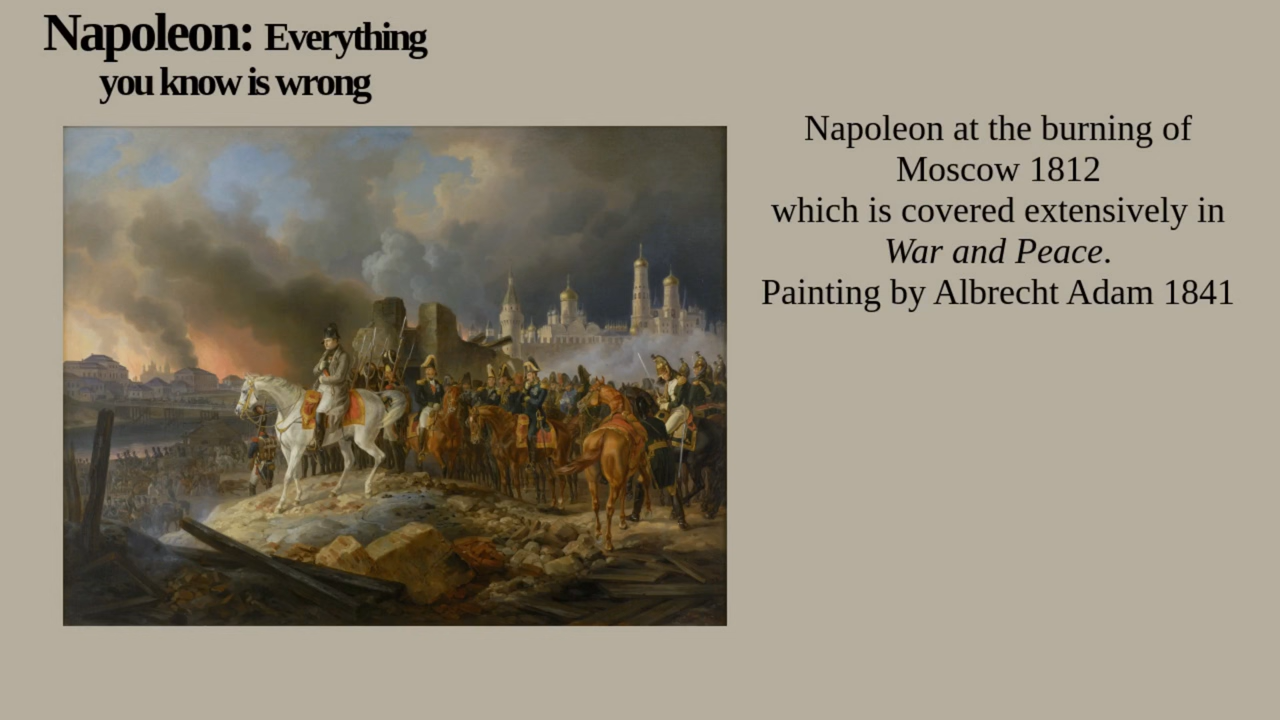 Napoleon: Everything
you know is wrong
Napoleon at the burning of
Moscow 1812
which is covered extensively in
War and Peace.
Painting by Albrecht Adam 1841